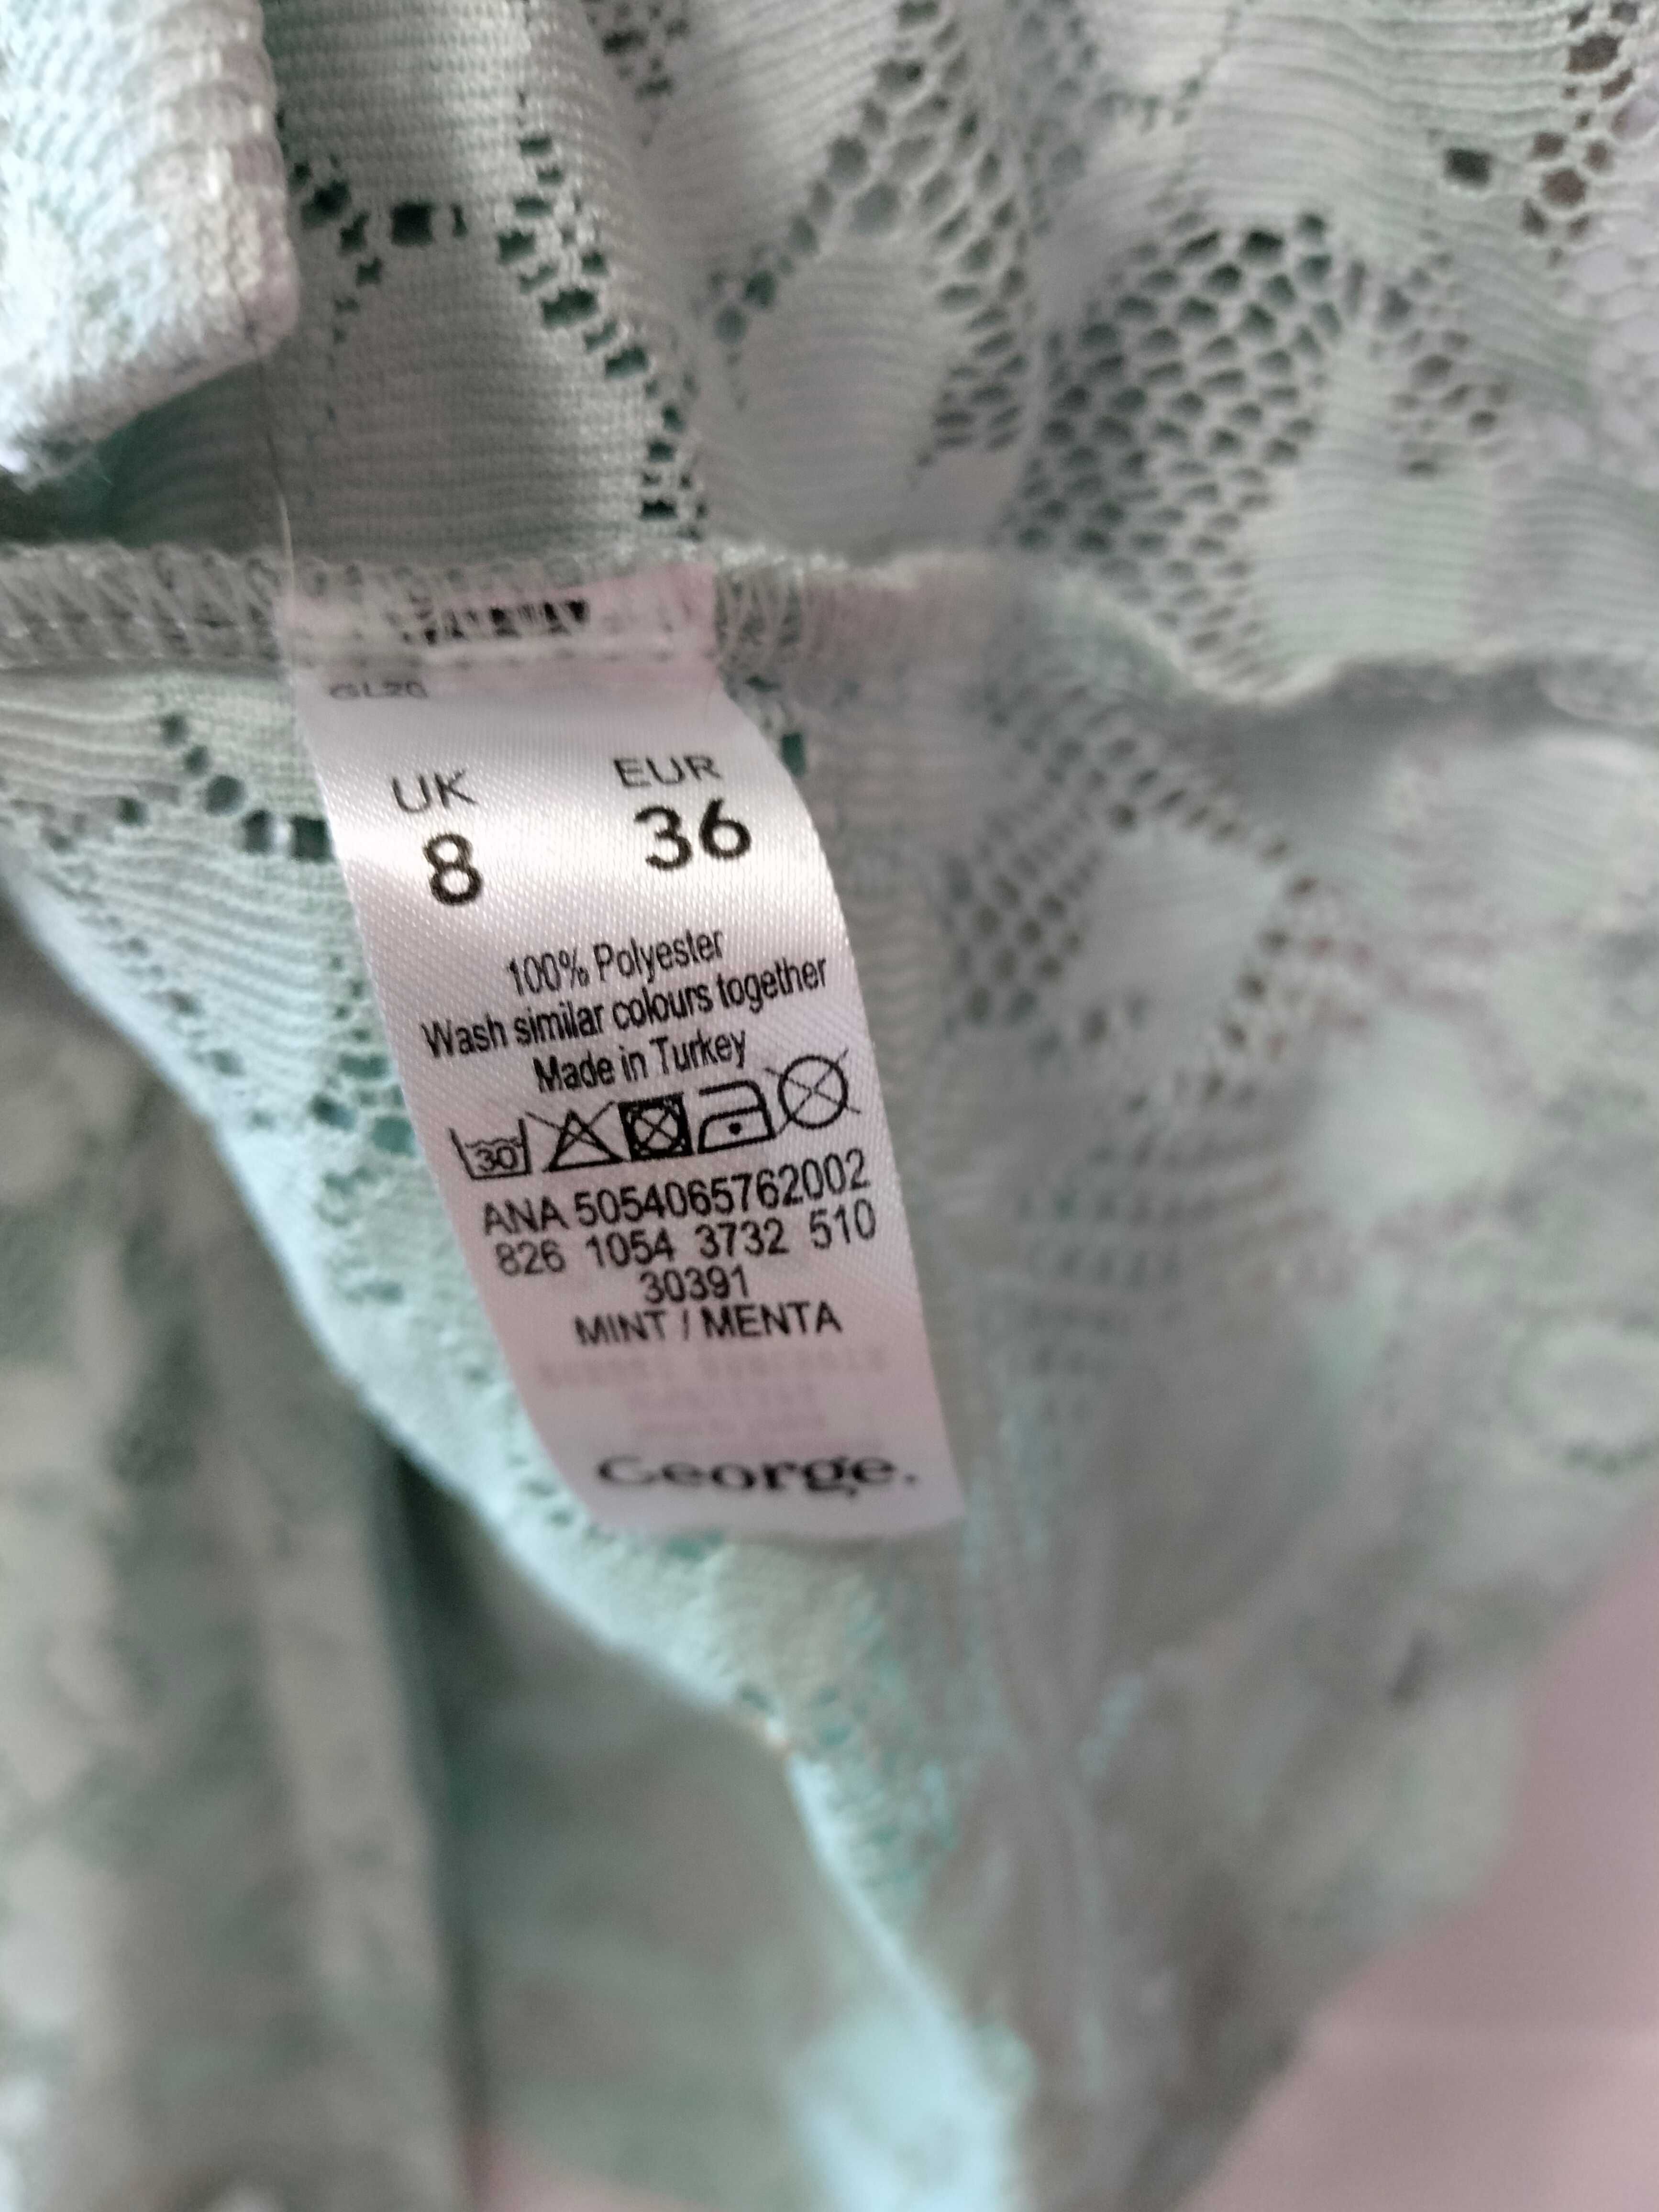 GL20
UK EUR
8 36
100% Polyester
Wash similar colours together
Made in Turkey
30
ANA 5054065762002
826 1054 3732 510
30391
MINT / MENTA
George.